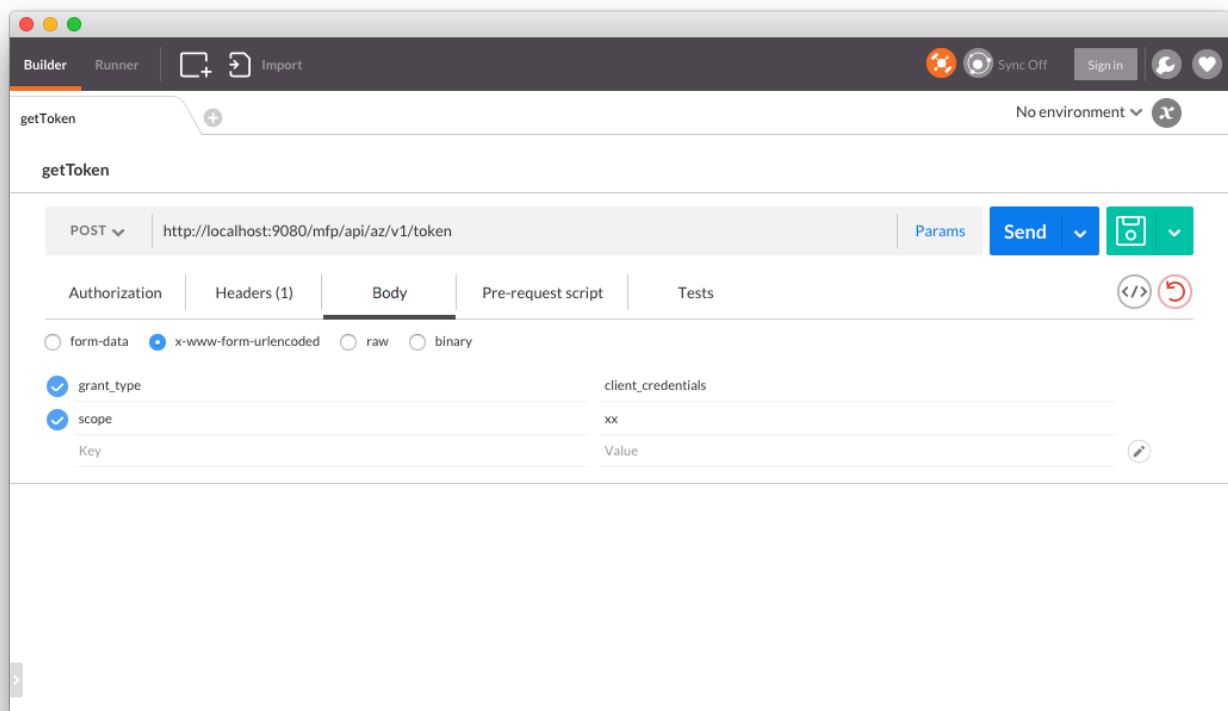 Builder Runner Import Sync Off Sign in
getToken No environment x
getToken
POST http://localhost:9080/mfp/api/az/v1/token Params Send
Authorization Headers (1) Body Pre-request script Tests </>
form-data x-www-form-urlencoded raw binary
grant_type client_credentials
scope xx
Key Value